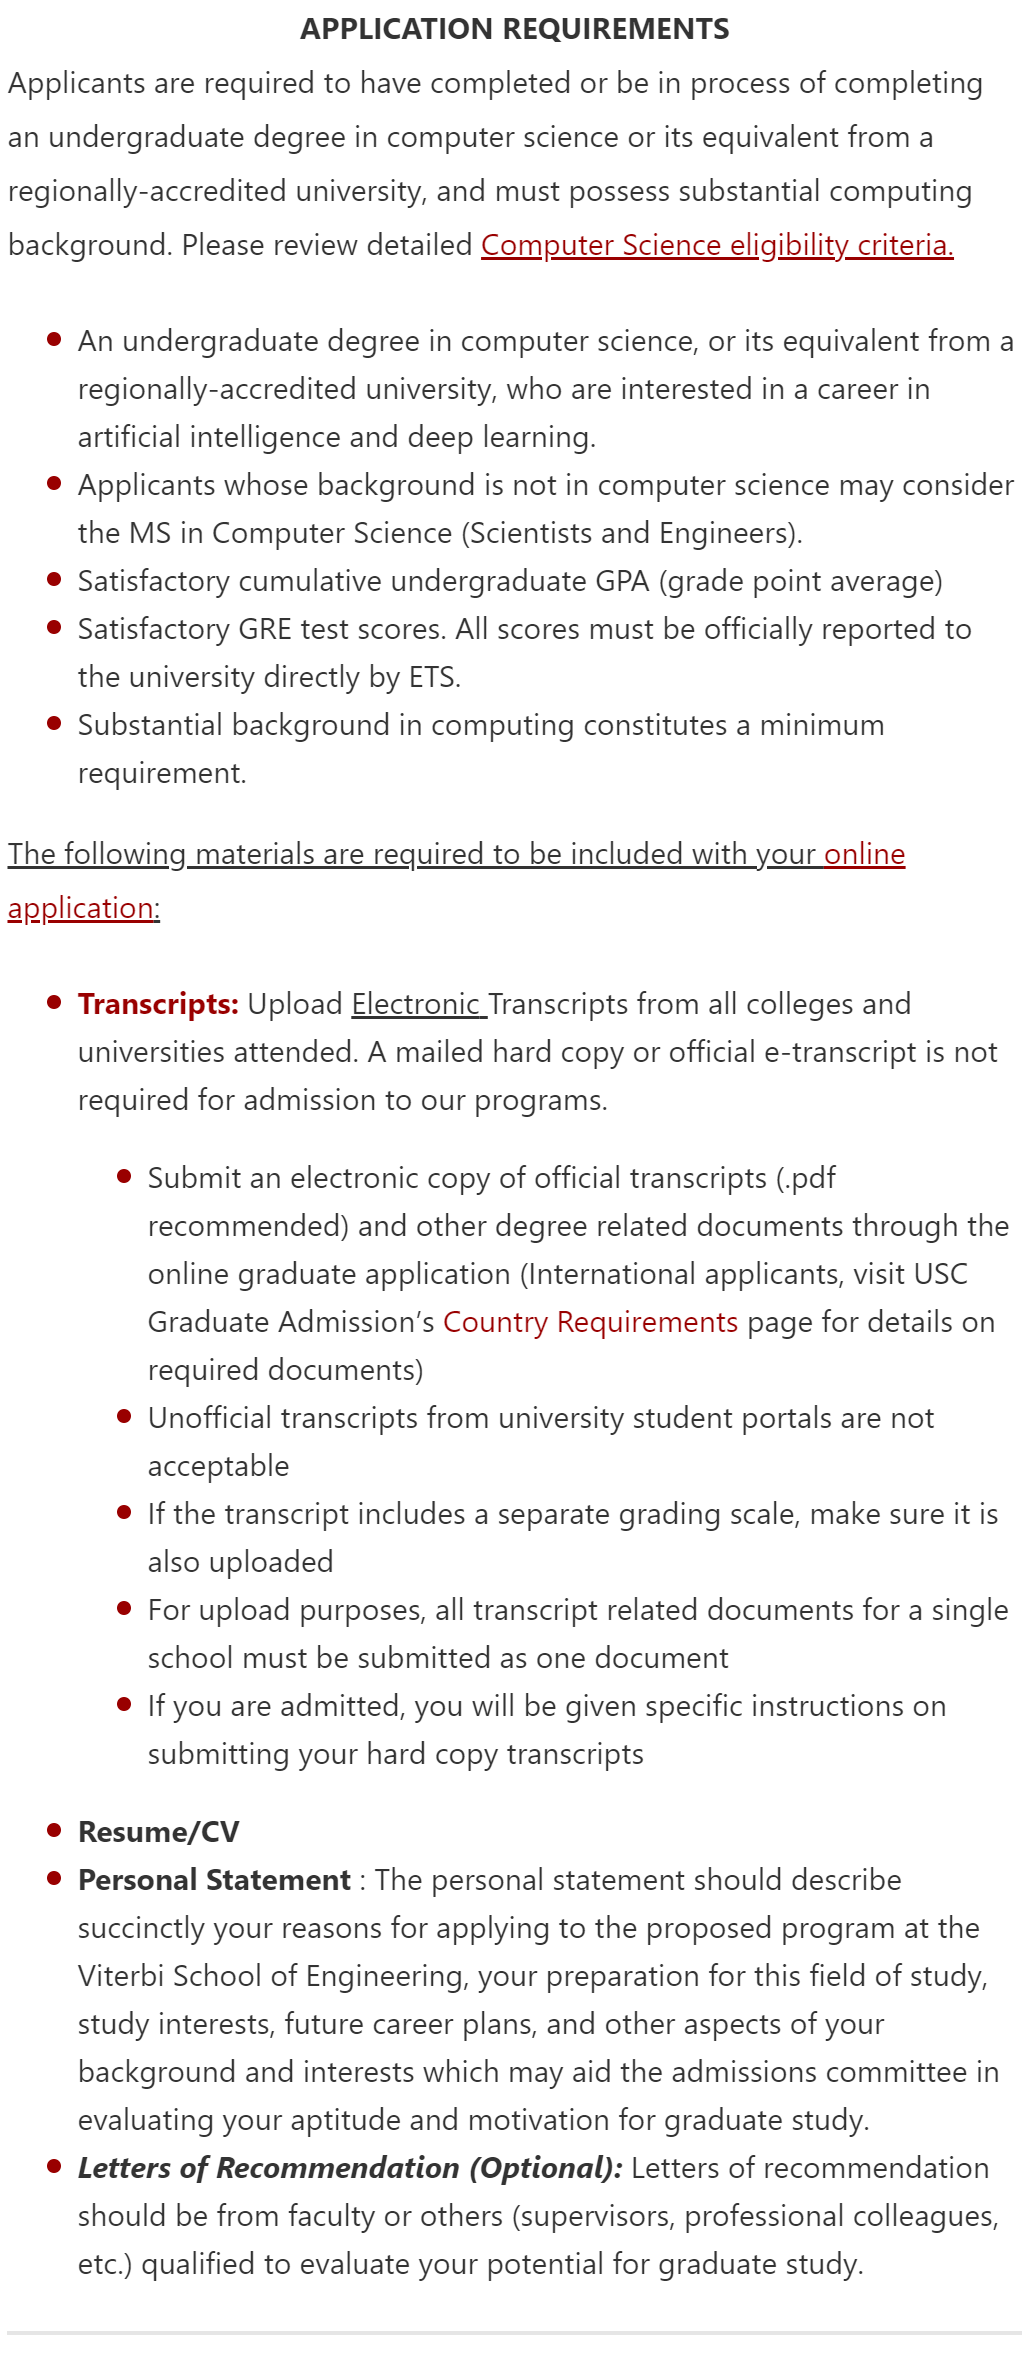 APPLICATION REQUIREMENTS
Applicants are required to have completed or be in process of completing
an undergraduate degree in computer science or its equivalent from a
regionally-accredited university, and must possess substantial computing
background. Please review detailed Computer Science eligibility criteria.
An undergraduate degree in computer science, or its equivalent from a
regionally-accredited university, who are interested in a career in
artificial intelligence and deep learning.
Applicants whose background is not in computer science may consider
the MS in Computer Science (Scientists and Engineers).
Satisfactory cumulative undergraduate GPA (grade point average)
Satisfactory GRE test scores. All scores must be officially reported to
the university directly by ETS.
Substantial background in computing constitutes a minimum
requirement.
The following materials are required to be included with your online
application:
Transcripts: Upload Electronic Transcripts from all colleges and
universities attended. A mailed hard copy or official e-transcript is not
required for admission to our programs.
Submit an electronic copy of official transcripts (.pdf
recommended) and other degree related documents through the
online graduate application (International applicants, visit USC
Graduate Admission’s Country Requirements page for details on
required documents)
Unofficial transcripts from university student portals are not
acceptable
If the transcript includes a separate grading scale, make sure it is
also uploaded
For upload purposes, all transcript related documents for a single
school must be submitted as one document
If you are admitted, you will be given specific instructions on
submitting your hard copy transcripts
Resume/CV
Personal Statement : The personal statement should describe
succinctly your reasons for applying to the proposed program at the
Viterbi School of Engineering, your preparation for this field of study,
study interests, future career plans, and other aspects of your
background and interests which may aid the admissions committee in
evaluating your aptitude and motivation for graduate study.
Letters of Recommendation (Optional): Letters of recommendation
should be from faculty or others (supervisors, professional colleagues,
etc.) qualified to evaluate your potential for graduate study.